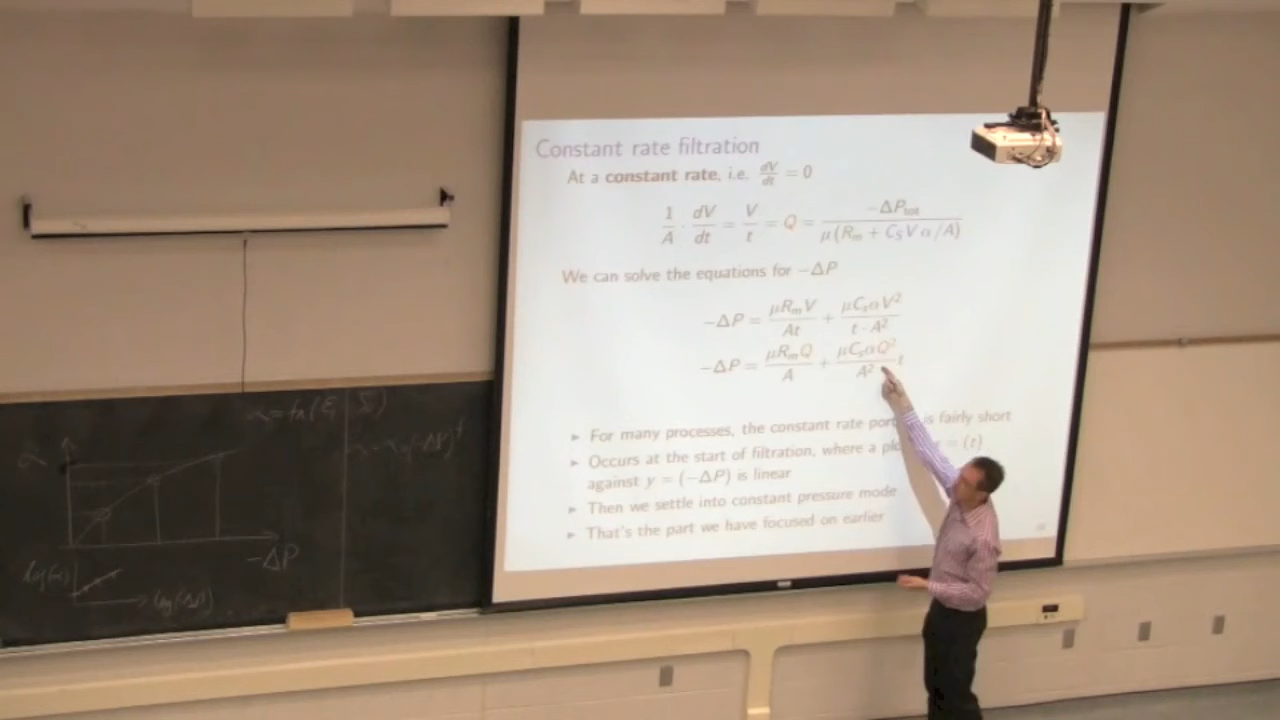 Constant rate filtration
At a constant rate, i.e. dV/dt = 0
1/A · dV/dt = V/t = Q = −ΔP_tot / μ(R_m + C_S V α/A)
We can solve the equations for −ΔP
−ΔP = μR_mV/At + μC_sαV²/t · A²
−ΔP = μR_mQ/A + μC_sαQ²/A² t
► For many processes, the constant rate is fairly short
► Occurs at the start of filtration, where a = (t)
against y = (−ΔP) is linear
► Then we settle into constant pressure mode
► That's the part we have focused on earlier
α
−ΔP
log(α)
log(ΔP)